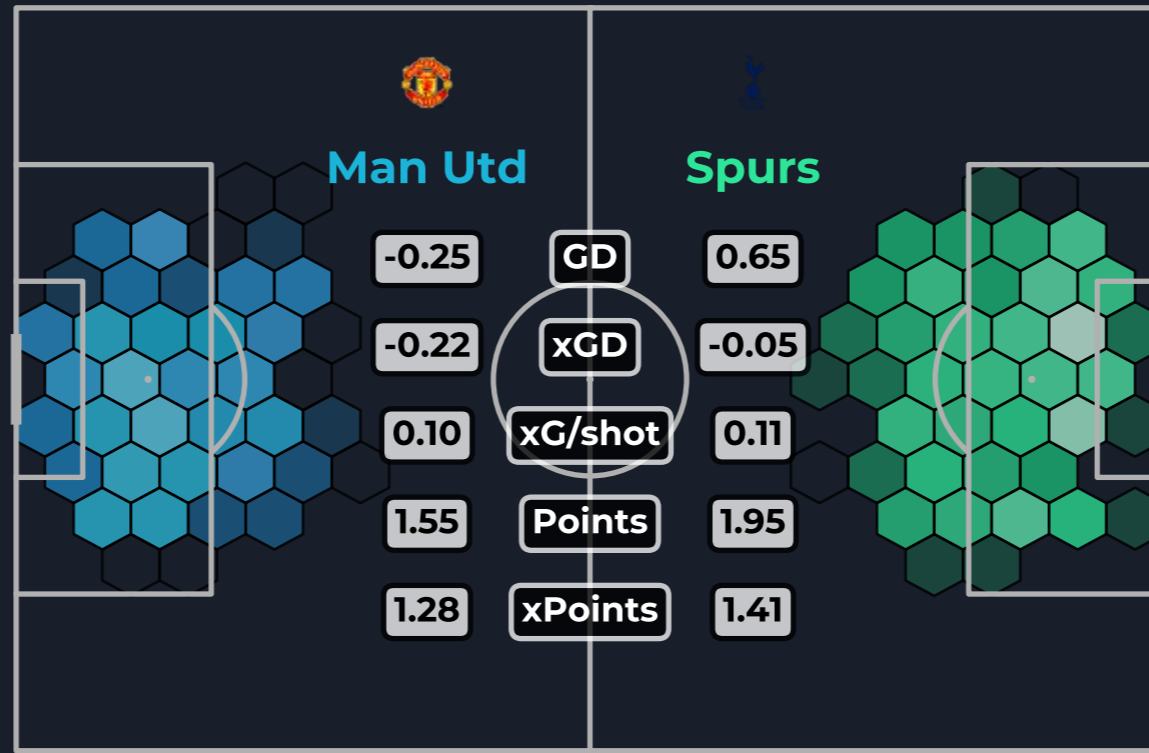 Man Utd Spurs
-0.25 GD 0.65
-0.22 xGD -0.05
0.10 xG/shot 0.11
1.55 Points 1.95
1.28 xPoints 1.41